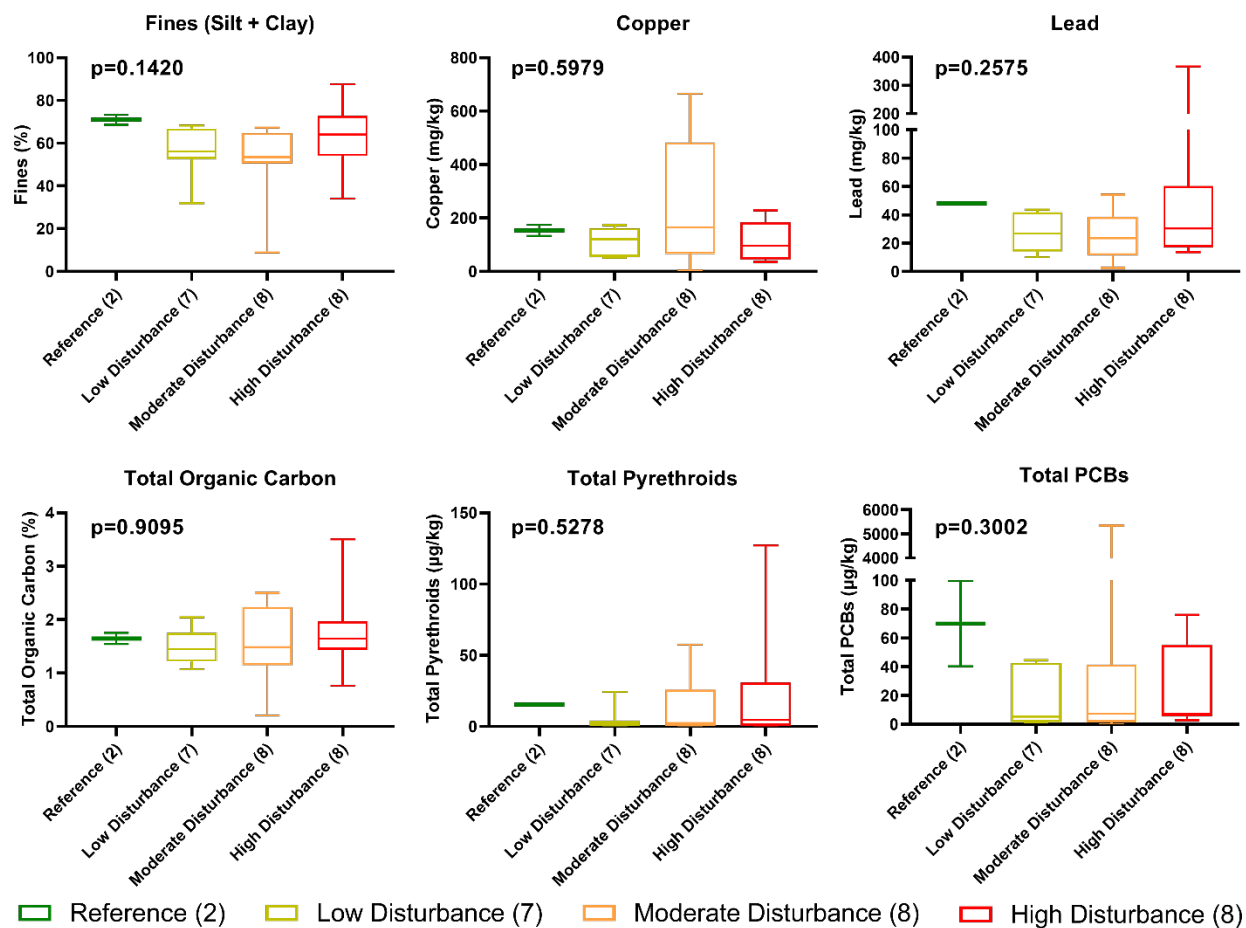 Fines (Silt + Clay)
p=0.1420
Fines (%)
100
80
60
40
20
0
Reference (2)
Low Disturbance (7)
Moderate Disturbance (8)
High Disturbance (8)
Copper
p=0.5979
Copper (mg/kg)
800
600
400
200
0
Reference (2)
Low Disturbance (7)
Moderate Disturbance (8)
High Disturbance (8)
Lead
p=0.2575
Lead (mg/kg)
400
300
200
100
80
60
40
20
0
Reference (2)
Low Disturbance (7)
Moderate Disturbance (8)
High Disturbance (8)
Total Organic Carbon
p=0.9095
Total Organic Carbon (%)
4
3
2
1
0
Reference (2)
Low Disturbance (7)
Moderate Disturbance (8)
High Disturbance (8)
Total Pyrethroids
p=0.5278
Total Pyrethroids (µg/kg)
150
100
50
0
Reference (2)
Low Disturbance (7)
Moderate Disturbance (8)
High Disturbance (8)
Total PCBs
p=0.3002
Total PCBs (µg/kg)
6000
5000
4000
100
80
60
40
20
0
Reference (2)
Low Disturbance (7)
Moderate Disturbance (8)
High Disturbance (8)
Reference (2) Low Disturbance (7) Moderate Disturbance (8) High Disturbance (8)